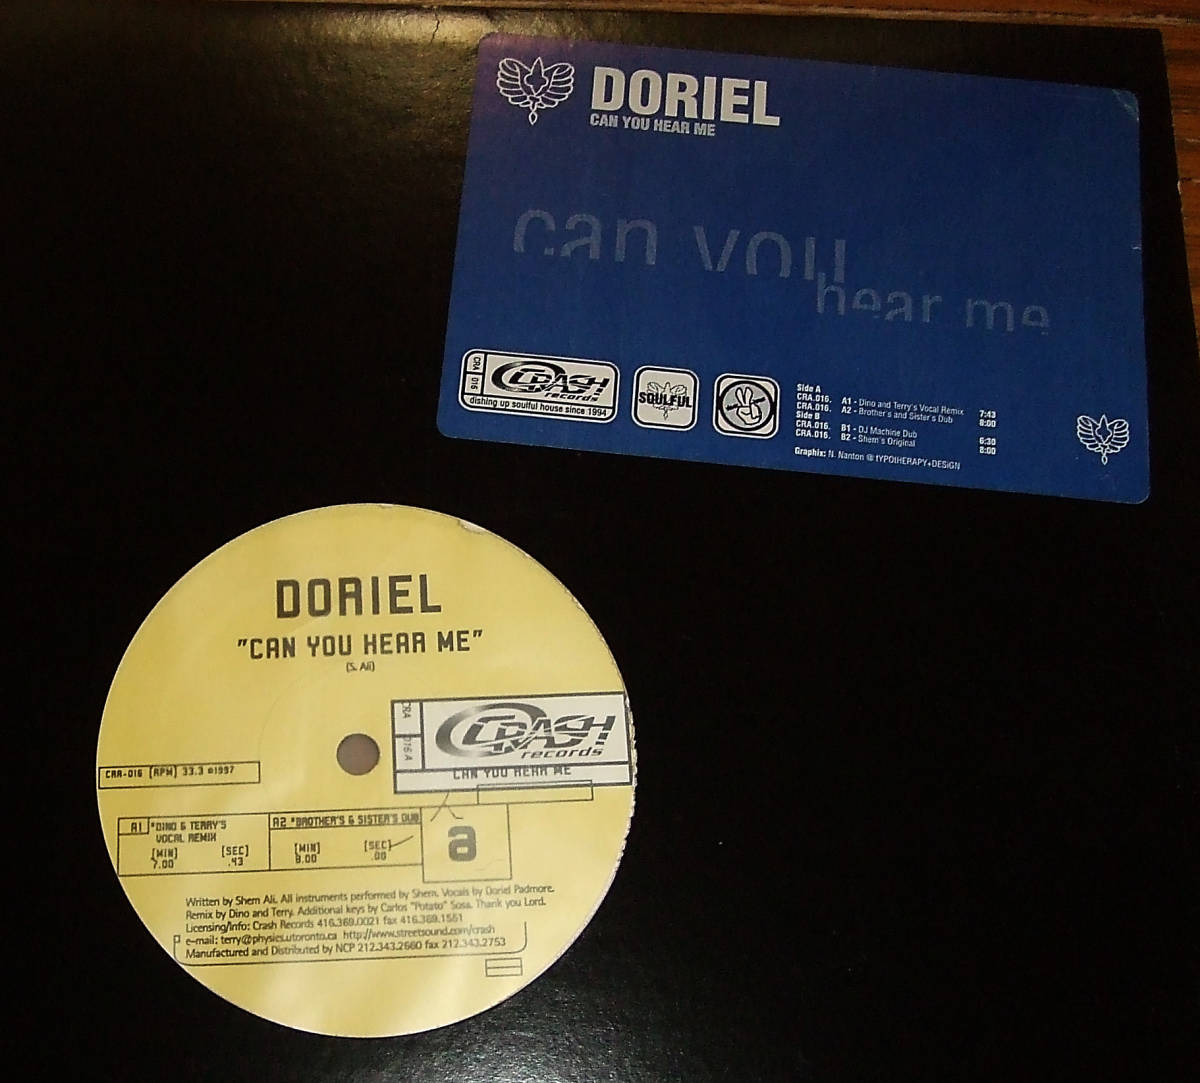 DORIEL
CAN YOU HEAR ME
can you
hear me
CRA 016
CRASH
records
dishing up soulful house since 1994
SOULFUL
Side A
CRA.016. A1 - Dino and Terry's Vocal Remix 7:43
CRA.016. A2 - Brother's and Sister's Dub 8:00
Side B
CRA.016. B1 - DJ Machine Dub 6:30
CRA.016. B2 - Shem's Original 8:00
Graphix: N. Nanton @ tYPOtHERAPY+DESiGN
DORIEL
"CAN YOU HEAR ME"
(S. Ali)
CRA 016 A
CRASH
records
CAN YOU HEAR ME
CRA-016 [RPM] 33.3 ©1997
A1 "DINO & TERRY'S
VOCAL REMIX
[MIN] [SEC]
7.00 .43
A2 "BROTHER'S & SISTER'S DUB
[MIN] [SEC]
8.00 .00
a
Written by Shem Ali. All instruments performed by Shem. Vocals by Doriel Padmore.
Remix by Dino and Terry. Additional keys by Carlos "Potato" Sosa. Thank you Lord.
Licensing/Info: Crash Records 416.369.0021 fax 416.369.1551
e-mail: terry@physics.utoronto.ca http://www.streetsound.com/crash
Manufactured and Distributed by NCP 212.343.2660 fax 212.343.2753